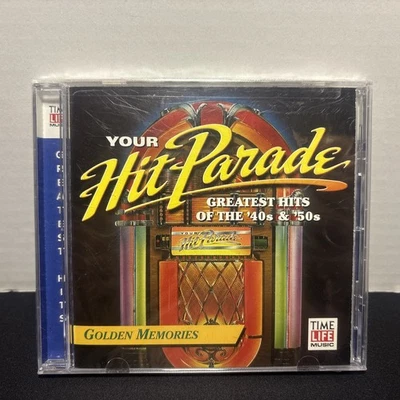 TIME
LIFE
MUSIC
GREATEST HITS
YOUR
Hit Parade
GREATEST HITS
OF THE '40s & '50s
Hit Parade
GOLDEN MEMORIES
TIME
LIFE
MUSIC